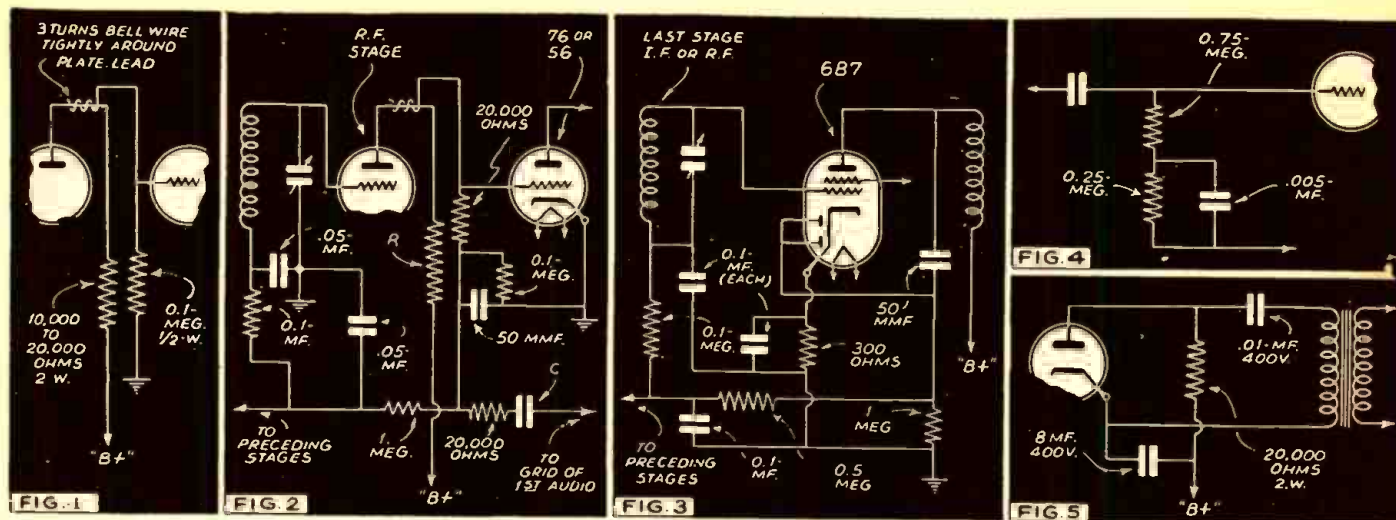 3 TURNS BELL WIRE
TIGHTLY AROUND
PLATE LEAD
10,000
TO
20,000
OHMS
2 W.
0.1-
MEG.
1/2-W.
"B+"
FIG. 1
R.F.
STAGE
76 OR
56
20,000
OHMS
.05-
MF.
R
0.1-
MEG.
0.1-
MF.
.05-
MF.
50 MMF.
C
TO
PRECEDING
STAGES
1.
MEG.
20,000
OHMS
TO
GRID OF
1ST AUDIO
"B+"
FIG. 2
LAST STAGE
I.F. OR R.F.
6B7
0.1-
MF.
(EACH)
50
MMF
0.1-
MEG.
300
OHMS
"B+"
1
MEG
TO
PRECEDING
STAGES
0.1-
MF.
0.5
MEG
FIG. 3
0.75-
MEG.
0.25-
MEG.
.005-
MF.
FIG. 4
.01-MF.
400V.
8 MF.
400V.
20,000
OHMS
2.W.
"B+"
FIG. 5